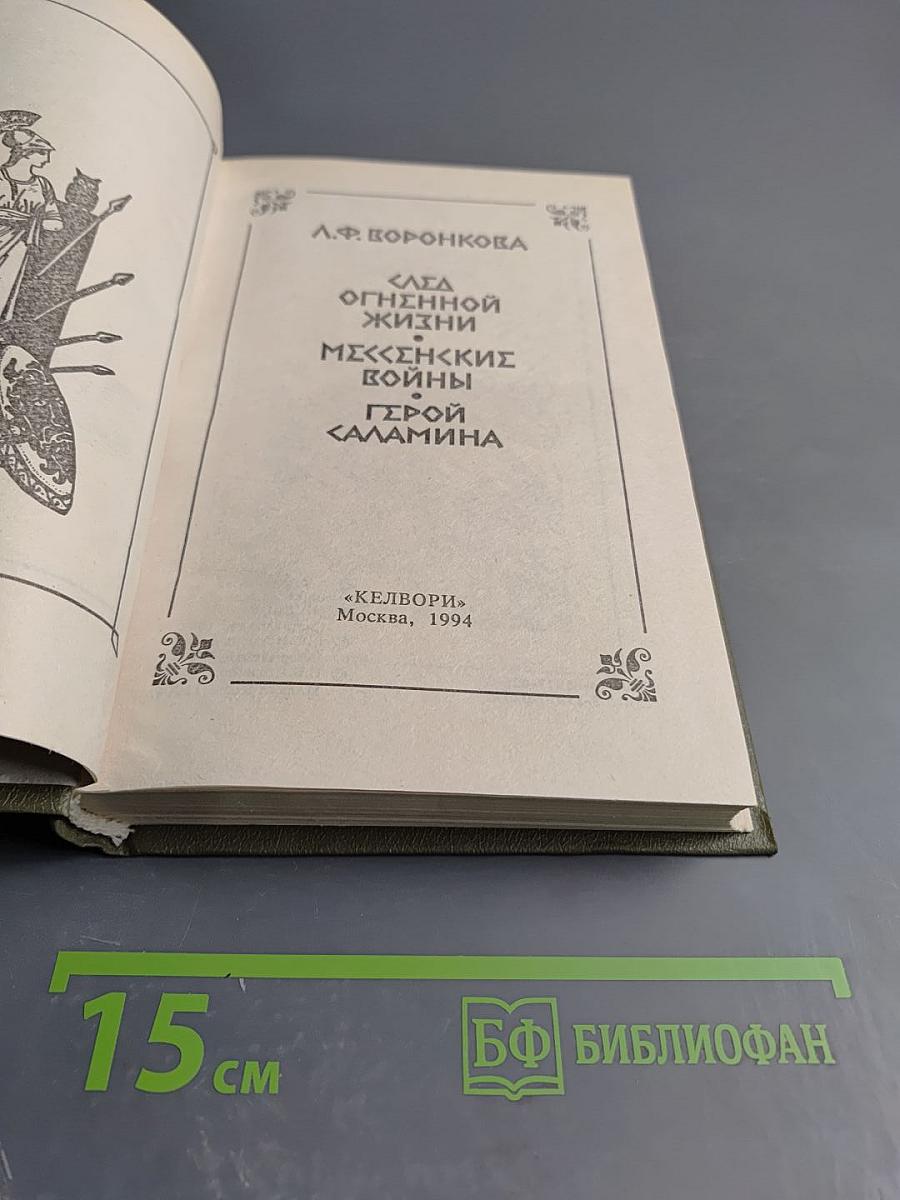 Л.Ф. ВОРОНКОВА
СЛЕД
ОГНЕННОЙ
ЖИЗНИ
•
МЕССЕНСКИЕ
ВОЙНЫ
•
ГЕРОЙ
САЛАМИНА
«КЕЛВОРИ»
Москва, 1994
15 см
БФ БИБЛИОФАН